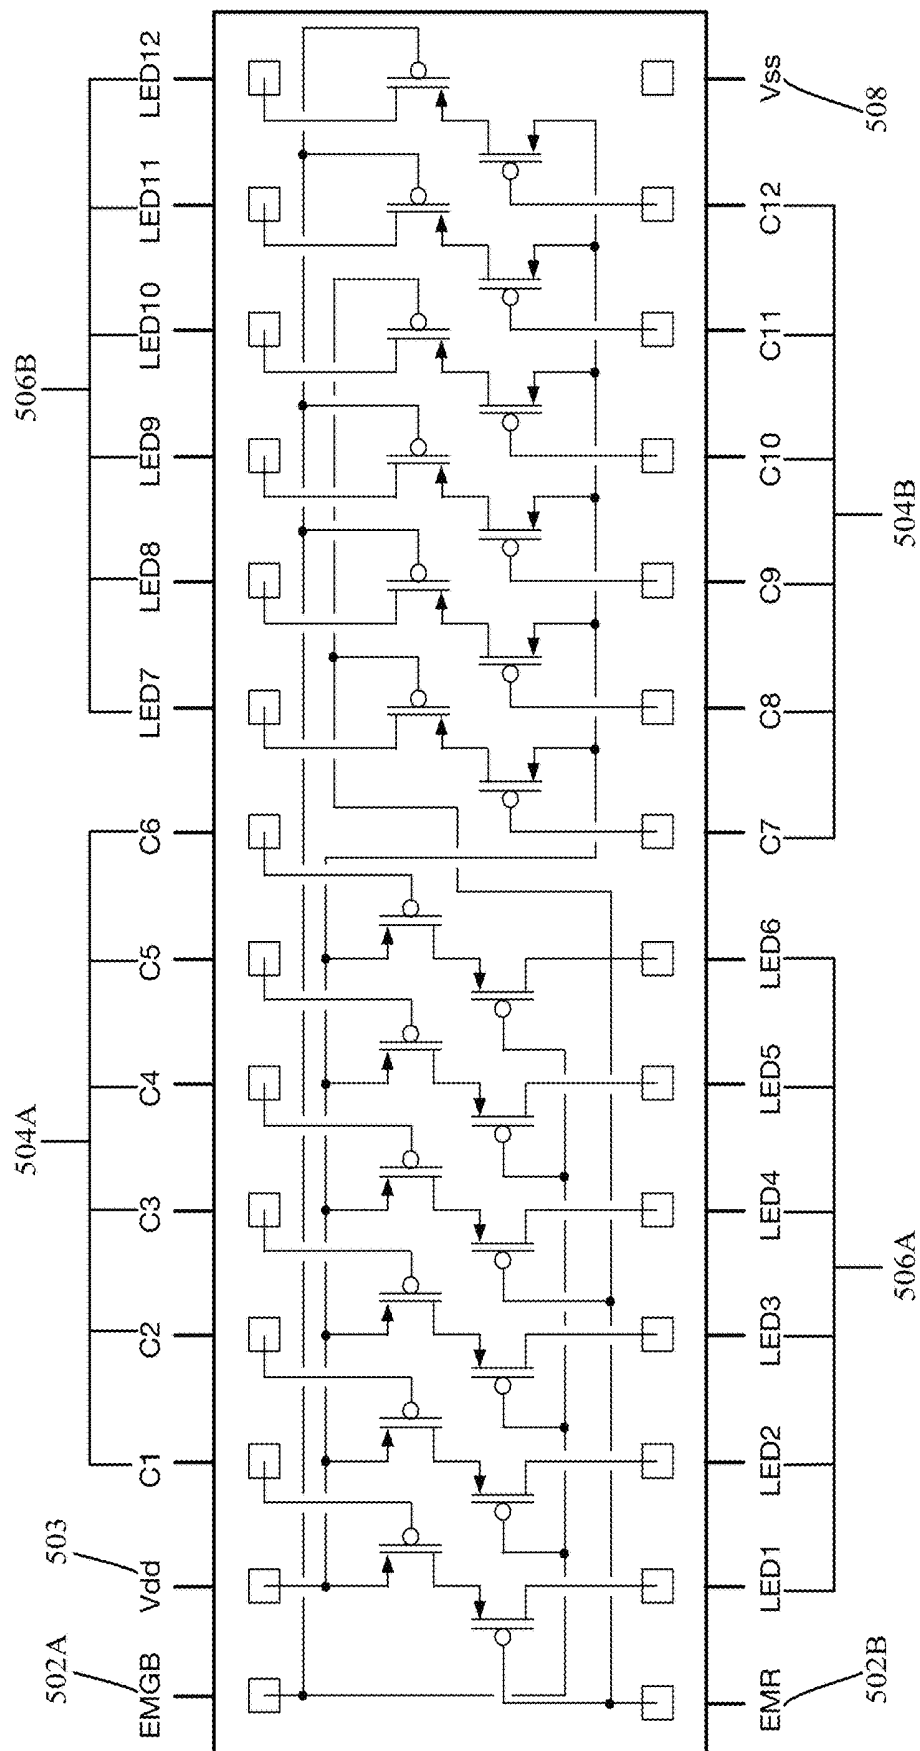 506B
504A
503
502A
LED12
LED11
LED10
LED9
LED8
LED7
C6
C5
C4
C3
C2
C1
Vdd
EMGB
Vss
C12
C11
C10
C9
C8
C7
LED6
LED5
LED4
LED3
LED2
LED1
EMR
508
504B
506A
502B